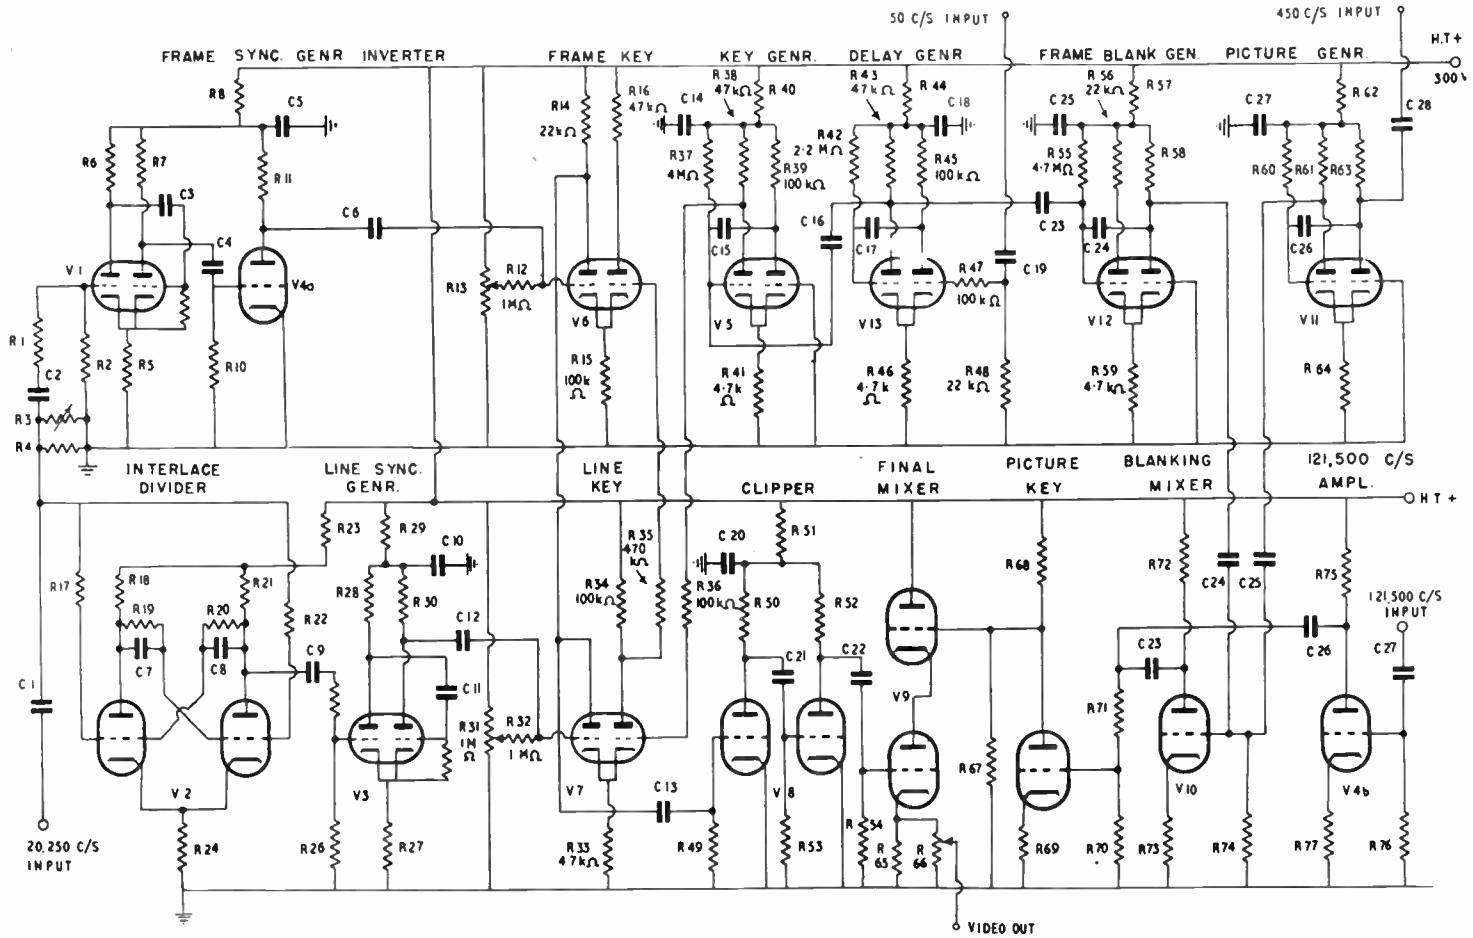 50 C/S INPUT
450 C/S INPUT
H.T+
300V
FRAME SYNC. GENR
INVERTER
FRAME KEY
KEY GENR.
DELAY GENR
FRAME BLANK GEN.
PICTURE GENR.
R8
C5
R6
R7
R11
C3
C4
C6
V1
V4a
R1
R2
R5
R10
C2
R3
R4
R13
R12
1MΩ
R14
22kΩ
R16
47kΩ
V6
R15
100k
Ω
C14
R38
47kΩ
R40
R37
4MΩ
R39
100kΩ
C15
C16
V5
R41
4·7k
Ω
R43
47kΩ
R44
C18
R42
2·2 MΩ
R45
100kΩ
C17
V13
R47
100kΩ
C19
R46
4·7k
Ω
R48
22kΩ
C25
R56
22kΩ
R57
R55
4·7MΩ
R58
C23
C24
V12
R59
4·7kΩ
C27
R62
C28
R60
R61
R63
C26
V11
R64
INTERLACE
DIVIDER
LINE SYNC.
GENR.
LINE
KEY
CLIPPER
FINAL
MIXER
PICTURE
KEY
BLANKING
MIXER
121,500 C/S
AMPL.
HT+
R17
R18
R19
C7
R20
C8
R21
R22
R23
C1
C9
V2
R24
20,250 C/S
INPUT
R29
C10
R28
R30
C12
C11
V3
R26
R27
R31
1M
Ω
R32
1MΩ
R34
100kΩ
R35
470
kΩ
R36
100kΩ
V7
C13
R33
4·7kΩ
C20
R51
R50
R52
C21
C22
V8
R49
R53
R54
V9
R
65
R
66
VIDEO OUT
R68
R67
R69
R72
C24
C25
C23
R71
V10
R70
R73
R74
R75
121,500 C/S
INPUT
C26
C27
V4b
R77
R76